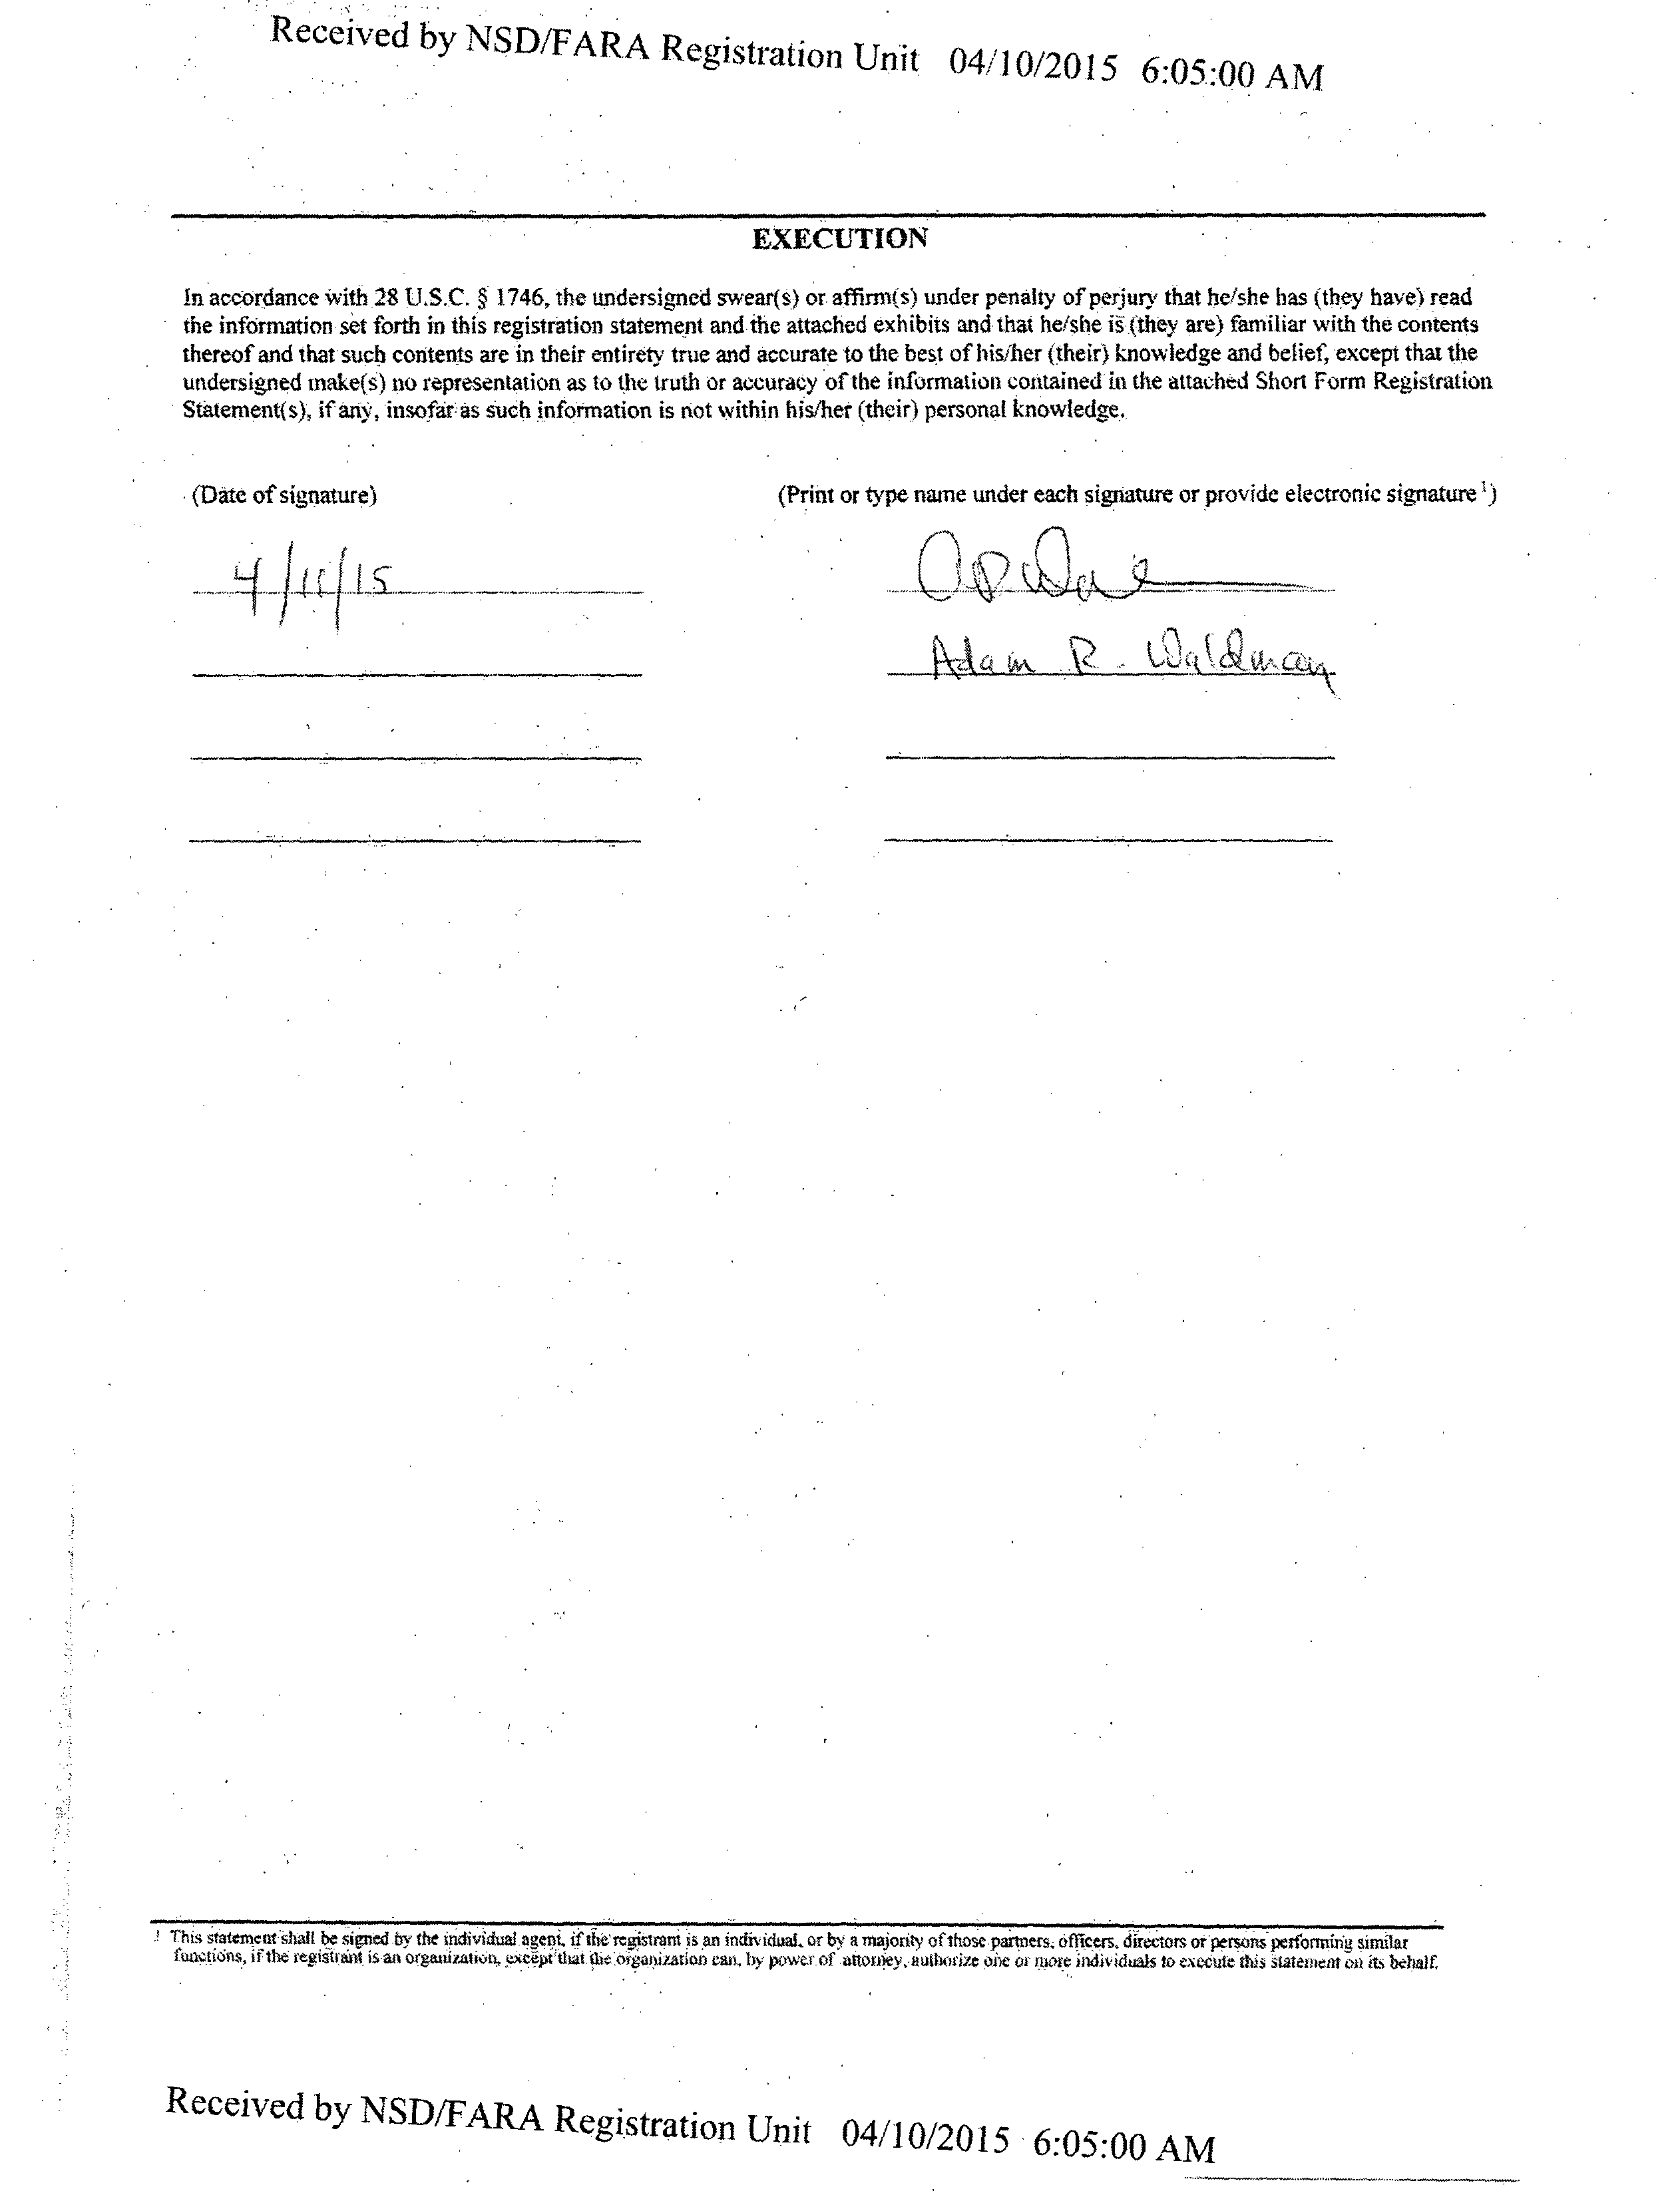 Received by NSD/FARA Registration Unit 04/10/2015 6:05:00 AM
EXECUTION
In accordance with 28 U.S.C. § 1746, the undersigned swear(s) or affirm(s) under penalty of perjury that he/she has (they have) read
the information set forth in this registration statement and the attached exhibits and that he/she is (they are) familiar with the contents
thereof and that such contents are in their entirety true and accurate to the best of his/her (their) knowledge and belief, except that the
undersigned make(s) no representation as to the truth or accuracy of the information contained in the attached Short Form Registration
Statement(s), if any, insofar as such information is not within his/her (their) personal knowledge.
(Date of signature) (Print or type name under each signature or provide electronic signature ¹)
4/11/15
Adam R. Waldman
¹ This statement shall be signed by the individual agent, if the registrant is an individual, or by a majority of those partners, officers, directors or persons performing similar
functions, if the registrant is an organization, except that the organization can, by power of attorney, authorize one or more individuals to execute this statement on its behalf.
Received by NSD/FARA Registration Unit 04/10/2015 6:05:00 AM